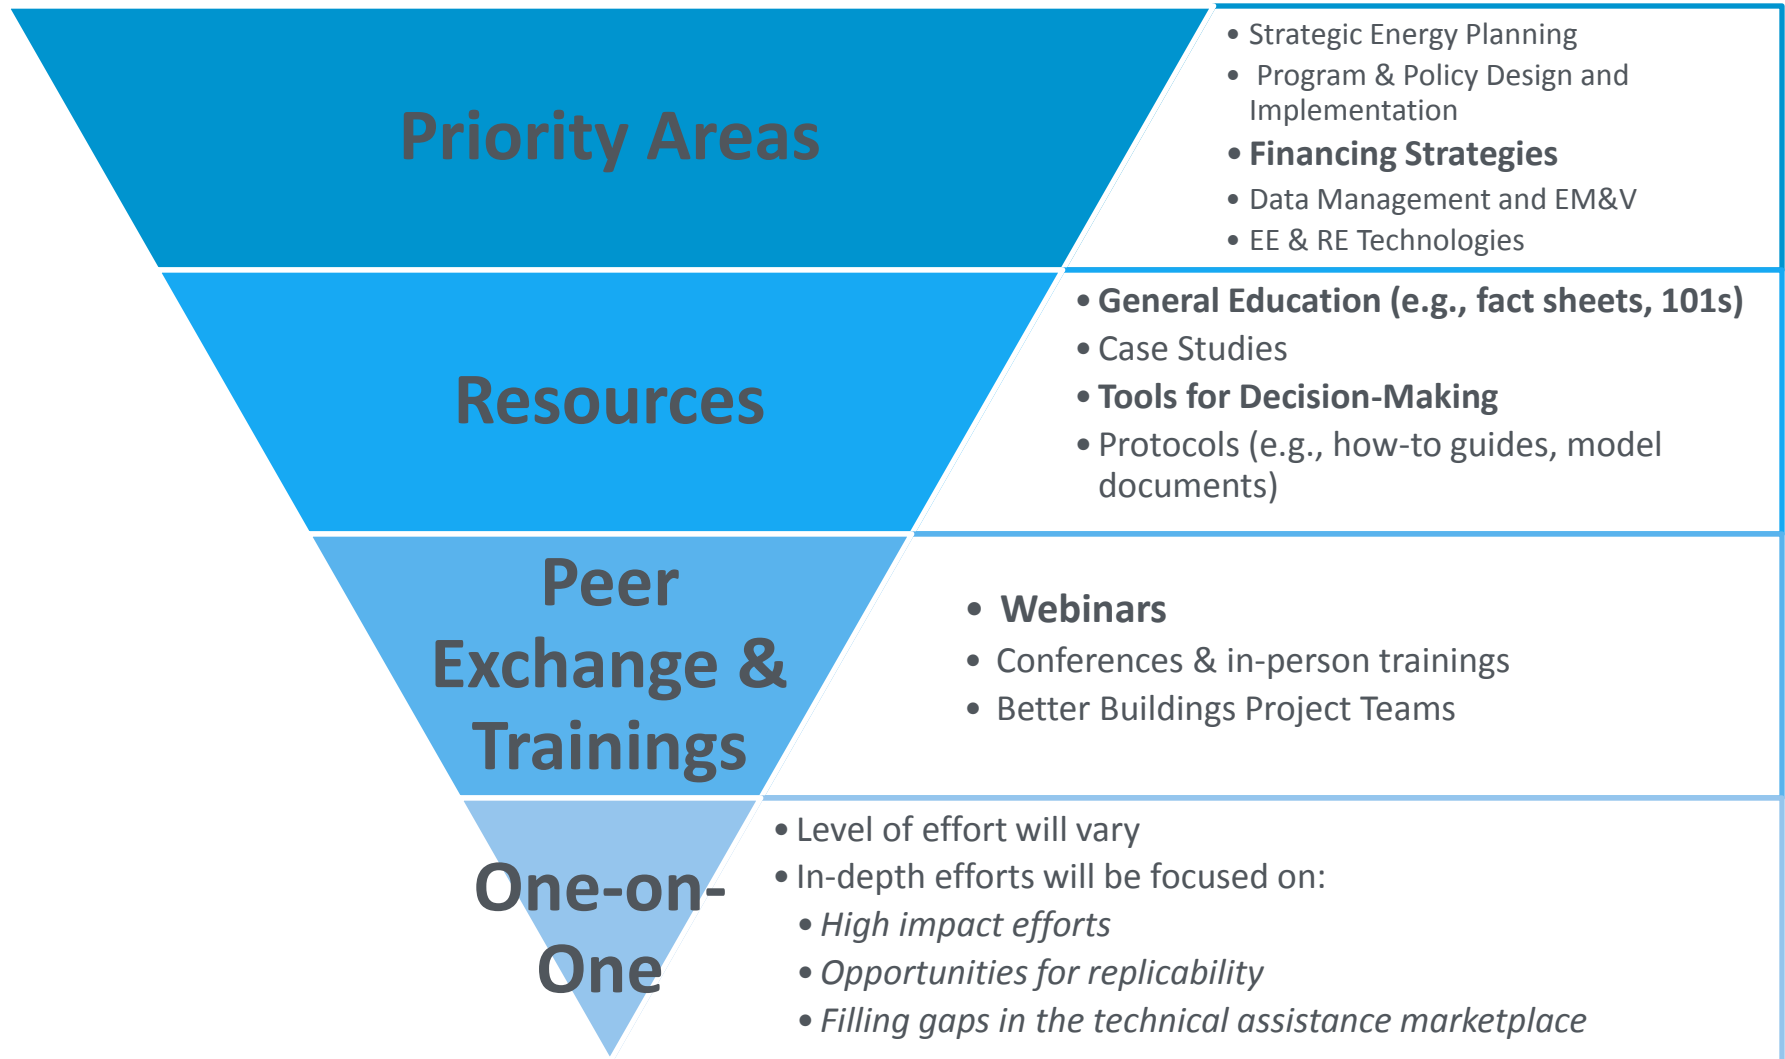 Priority Areas
• Strategic Energy Planning
• Program & Policy Design and
Implementation
• Financing Strategies
• Data Management and EM&V
• EE & RE Technologies
Resources
• General Education (e.g., fact sheets, 101s)
• Case Studies
• Tools for Decision-Making
• Protocols (e.g., how-to guides, model
documents)
Peer
Exchange &
Trainings
• Webinars
• Conferences & in-person trainings
• Better Buildings Project Teams
One-on-
One
• Level of effort will vary
• In-depth efforts will be focused on:
• High impact efforts
• Opportunities for replicability
• Filling gaps in the technical assistance marketplace